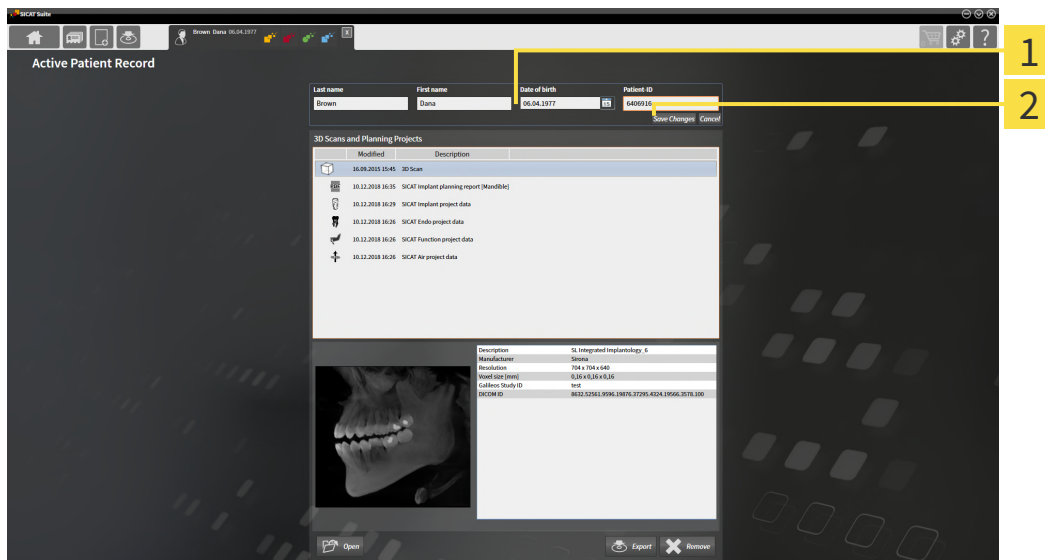 SICAT Suite
Brown Dana 06.04.1977
X
?
1
Active Patient Record
Last name First name Date of birth Patient-ID
Brown Dana 06.04.1977 15 6406916
2
Save Changes Cancel
3D Scans and Planning Projects
Modified Description
16.09.2015 15:45 3D Scan
10.12.2018 16:35 SICAT Implant planning report [Mandible]
10.12.2018 16:29 SICAT Implant project data
10.12.2018 16:26 SICAT Endo project data
10.12.2018 16:26 SICAT Function project data
10.12.2018 16:26 SICAT Air project data
Description SL Integrated Implantology_6
Manufacturer Sirona
Resolution 704 x 704 x 640
Voxel size [mm] 0,16 x 0,16 x 0,16
Galileos Study ID test
DICOM ID 8632.52561.9596.19876.37295.4324.19566.3578.100
Open Export Remove